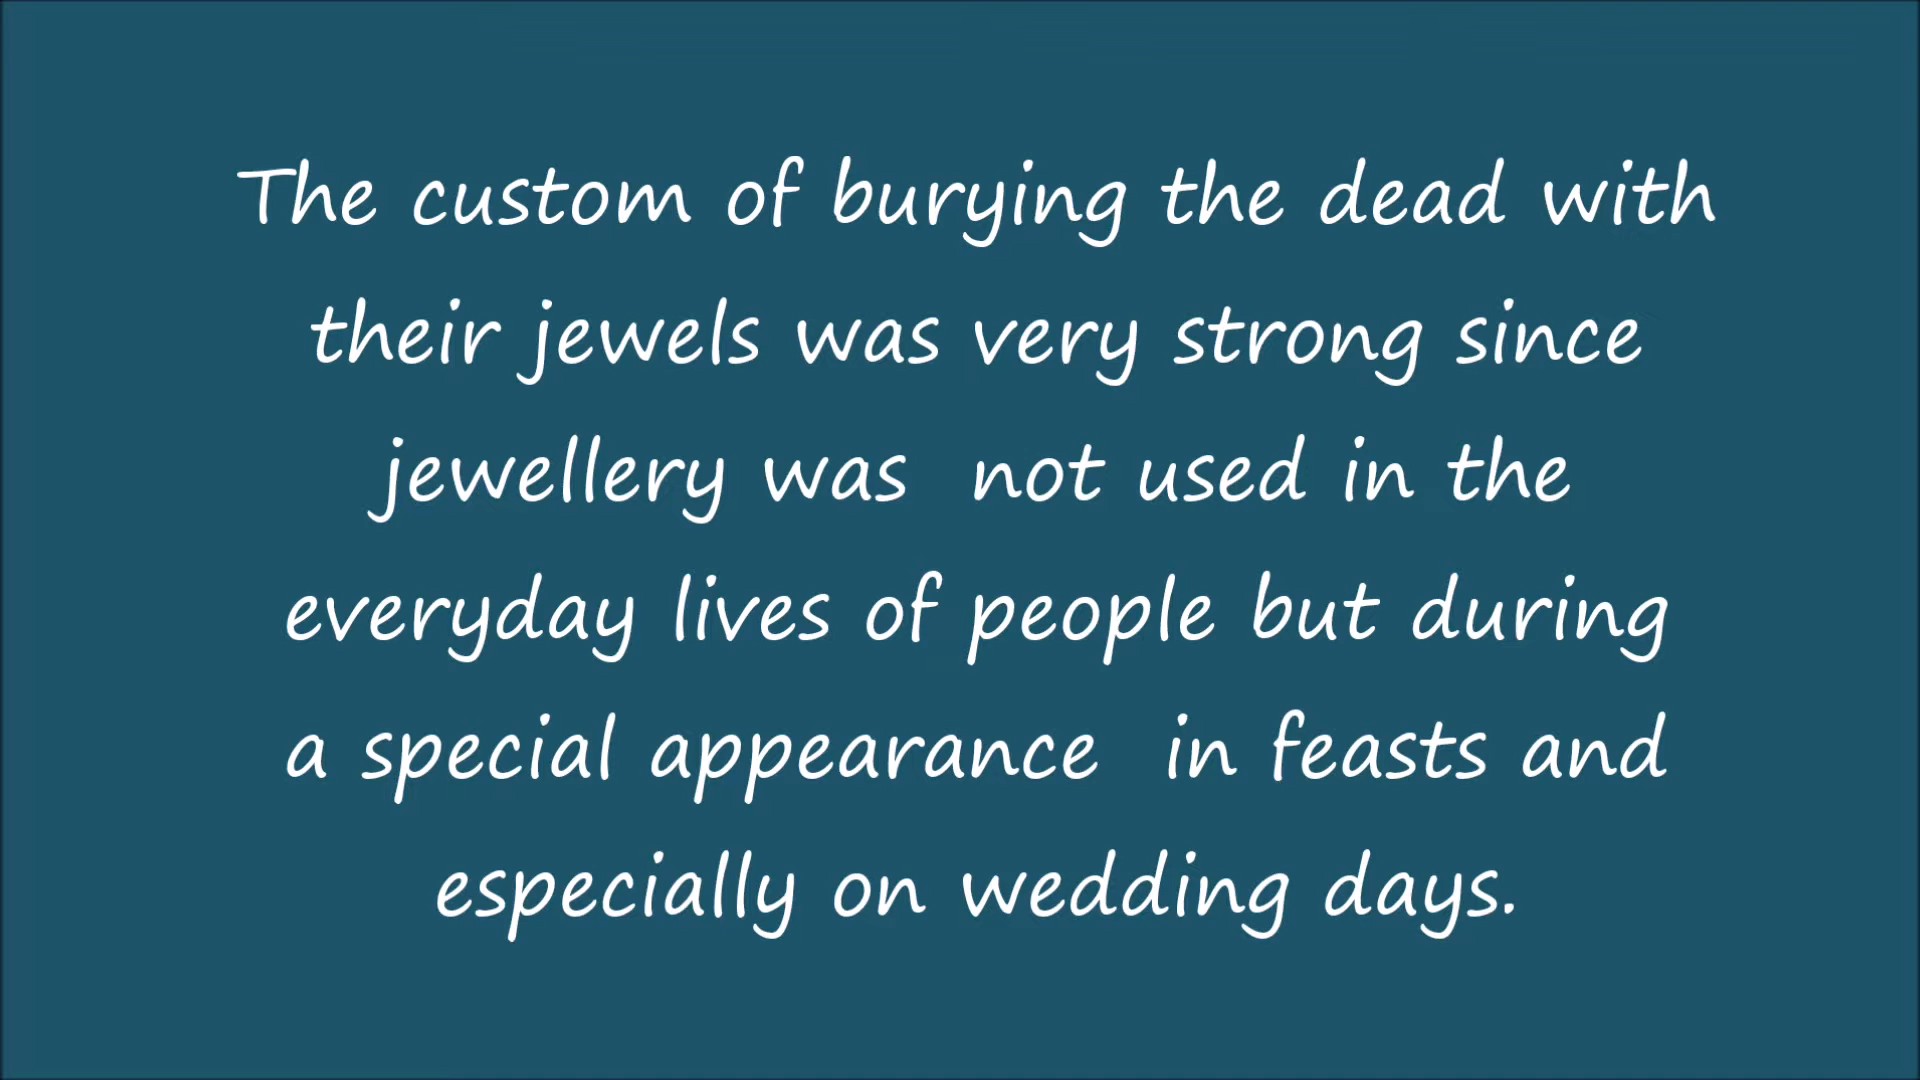 The custom of burying the dead with
their jewels was very strong since
jewellery was  not used in the
everyday lives of people but during
a special appearance  in feasts and
especially on wedding days.